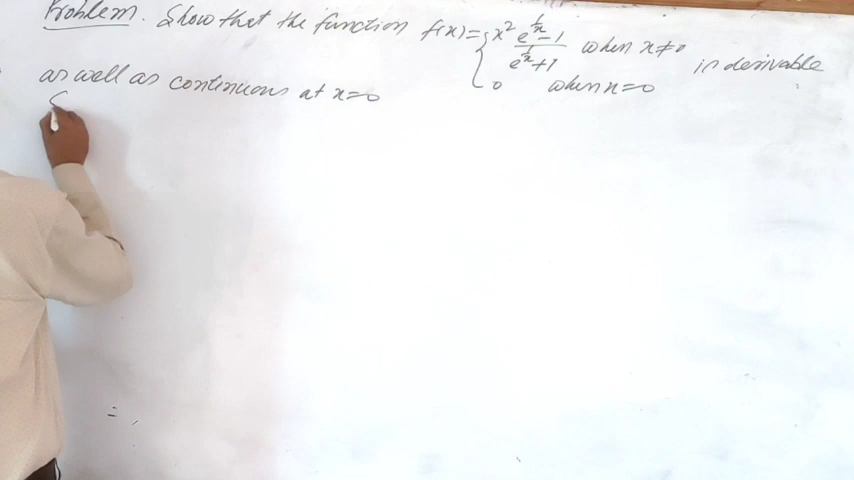 Problem. Show that the function f(x) = { x² (e^(1/x) - 1)/(e^(1/x) + 1) when x ≠ 0
0 when x = 0 is derivable
as well as continuous at x = 0
= ,